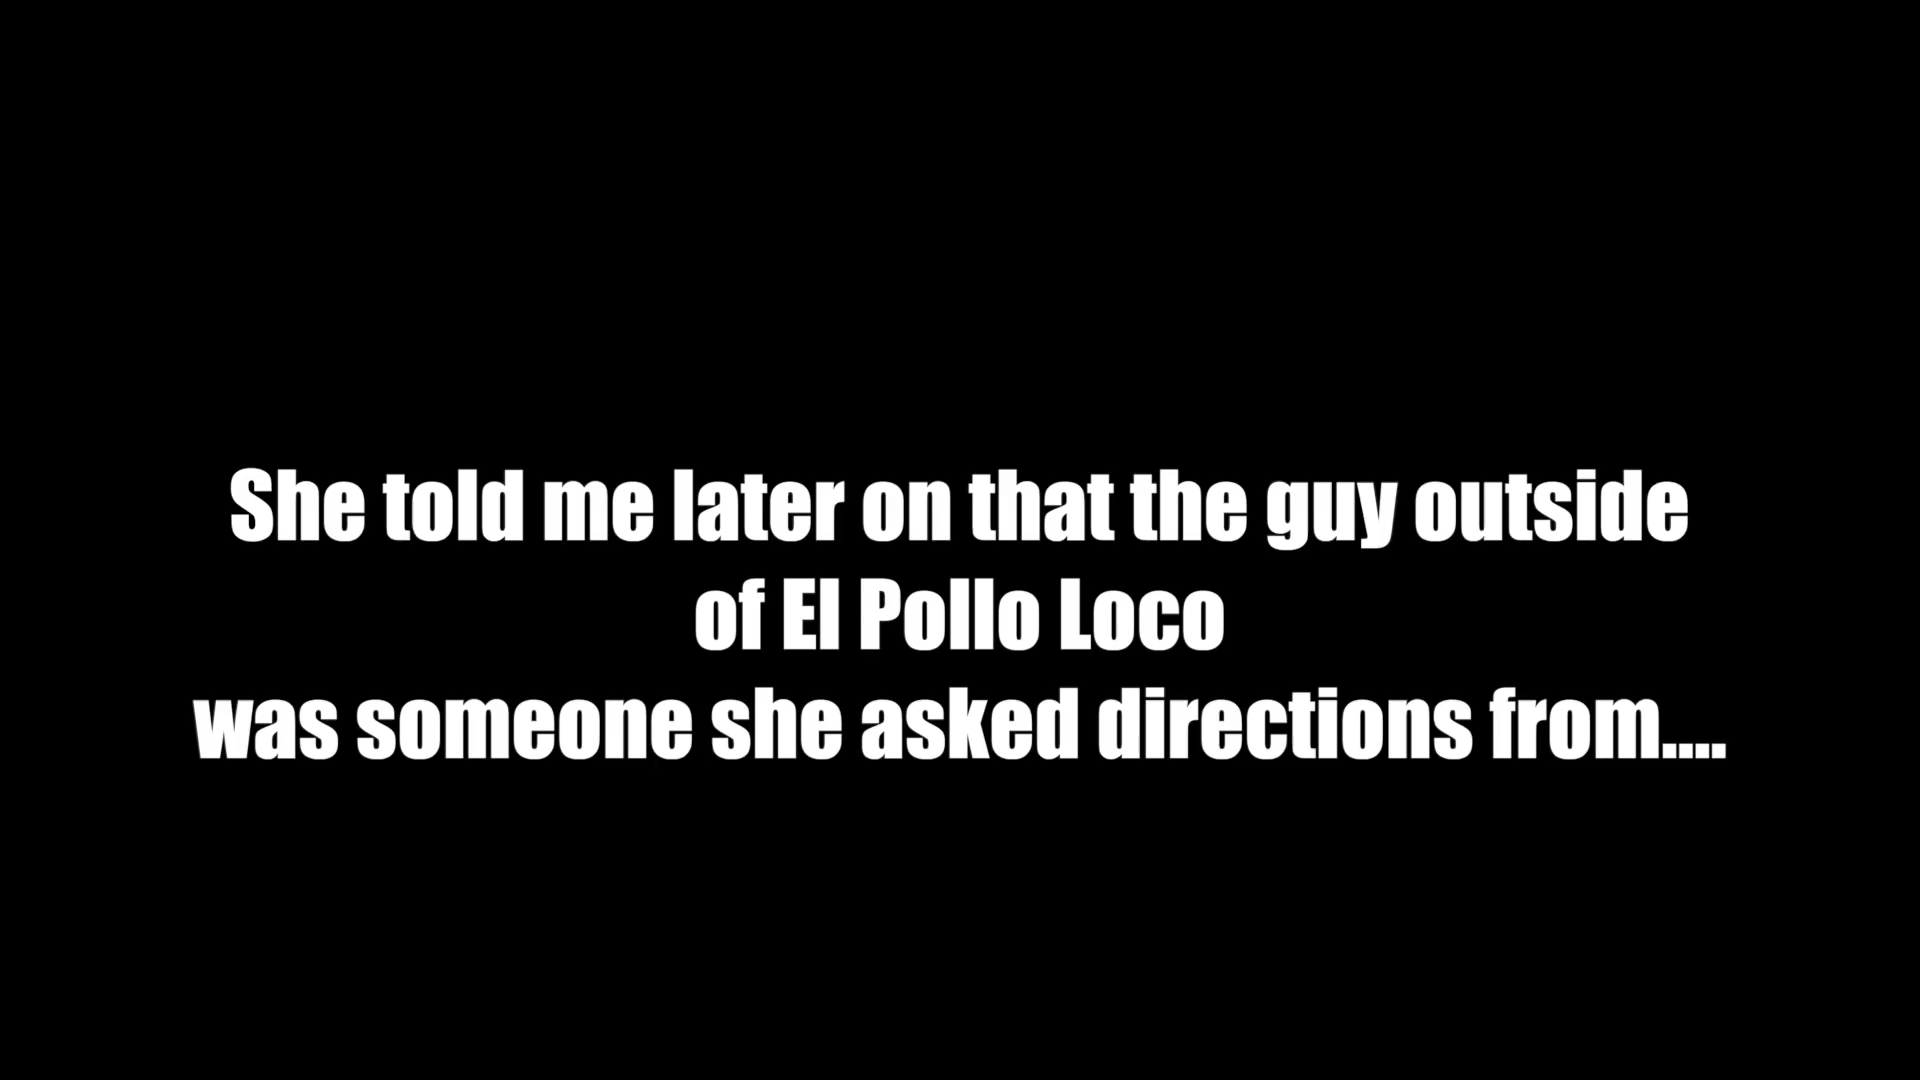 She told me later on that the guy outside
of El Pollo Loco
was someone she asked directions from....